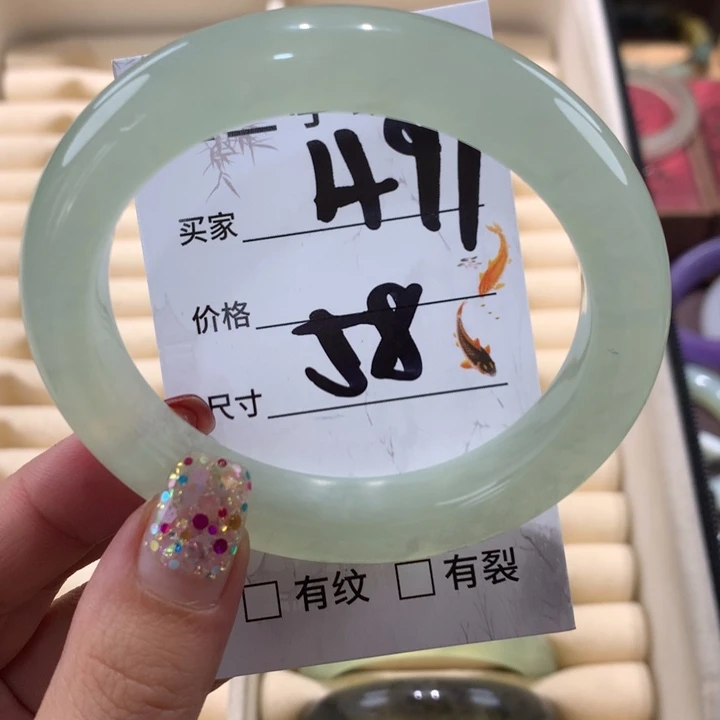 买家 491
价格
尺寸 58
有纹 有裂